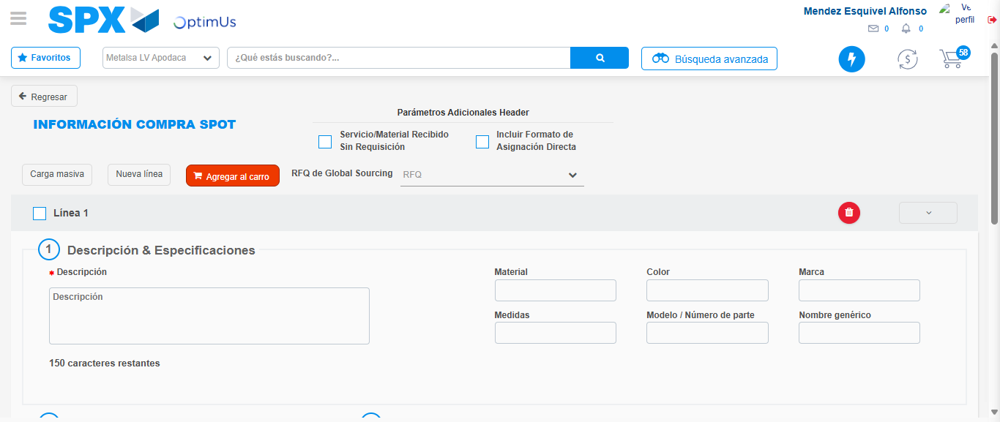 SPX
OptimUs
Mendez Esquivel Alfonso
Ve
perfil
0
0
Favoritos
Metalsa LV Apodaca
¿Qué estás buscando?...
Búsqueda avanzada
$
58
Regresar
INFORMACIÓN COMPRA SPOT
Parámetros Adicionales Header
Servicio/Material Recibido
Sin Requisición
Incluir Formato de
Asignación Directa
Carga masiva
Nueva línea
Agregar al carro
RFQ de Global Sourcing
RFQ
Línea 1
1
Descripción & Especificaciones
* Descripción
Material
Color
Marca
Descripción
Medidas
Modelo / Número de parte
Nombre genérico
150 caracteres restantes